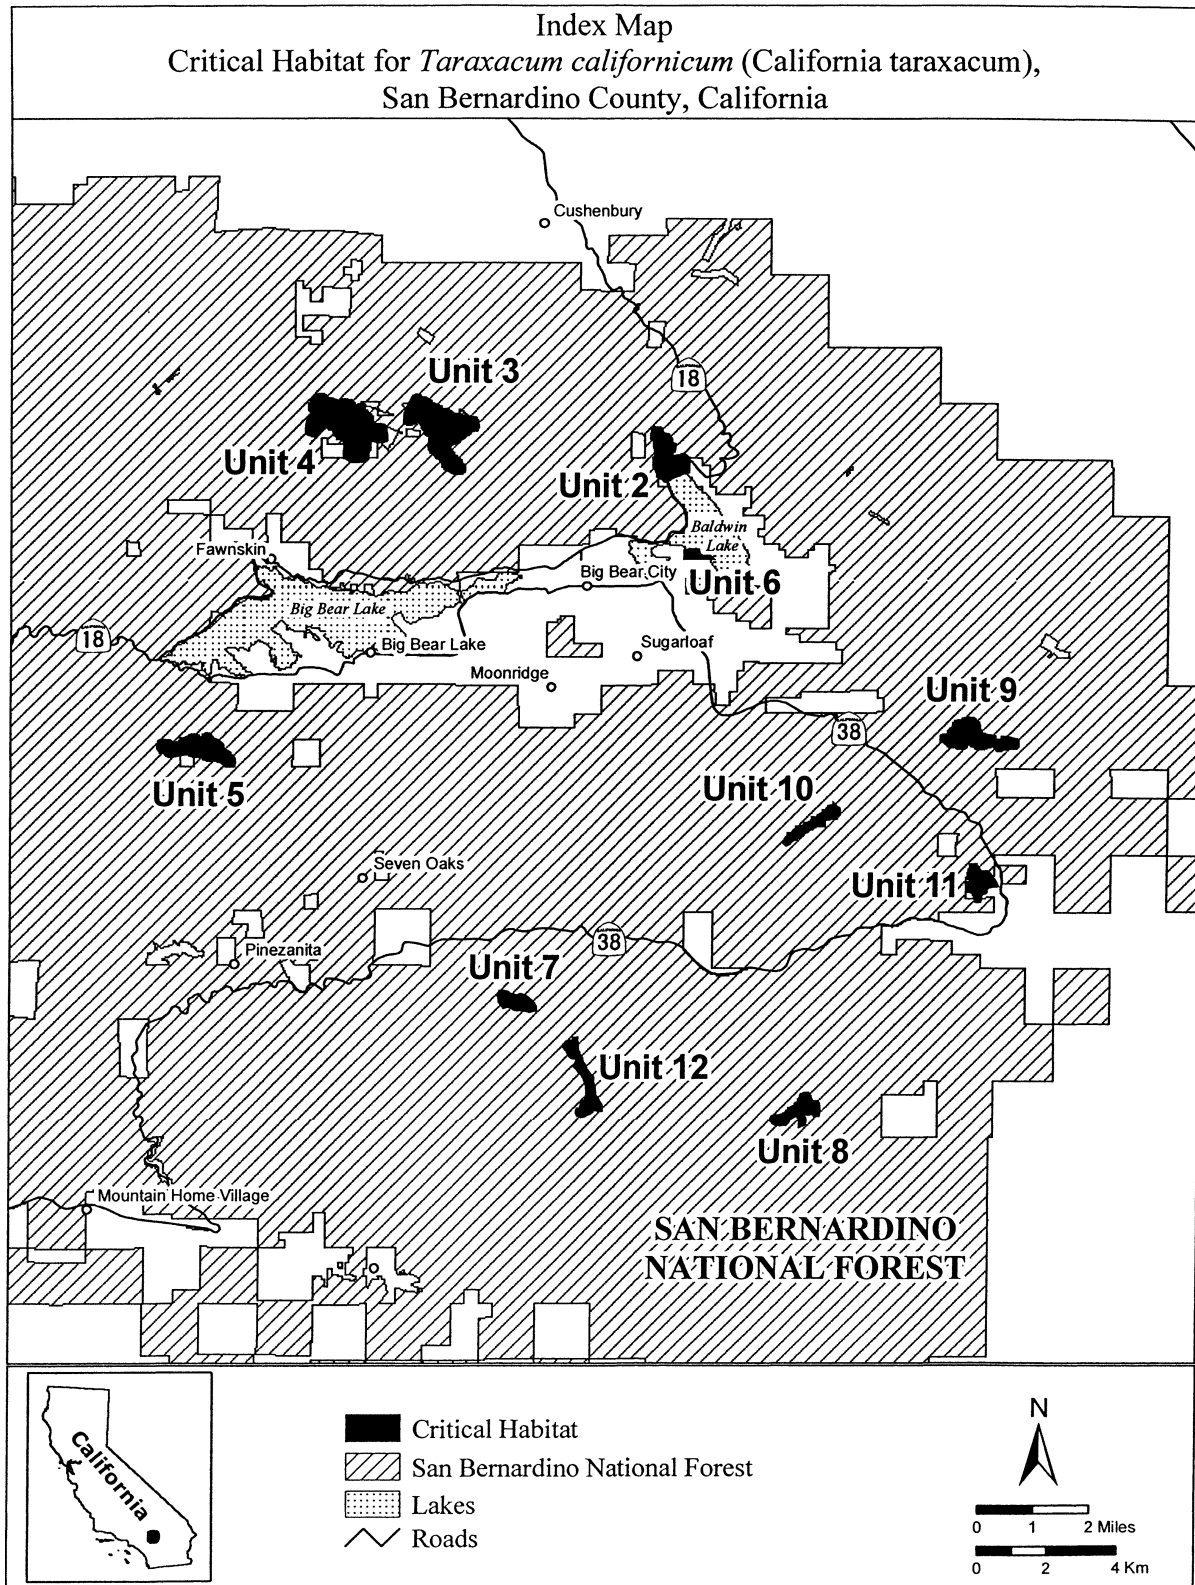 Index Map
Critical Habitat for Taraxacum californicum (California taraxacum),
San Bernardino County, California
Cushenbury
Unit 3
18
Unit 4
Unit 2
Baldwin
Lake
Fawnskin
Big Bear City
Unit 6
Big Bear Lake
18
Big Bear Lake
Sugarloaf
Moonridge
Unit 9
38
Unit 5
Unit 10
Seven Oaks
Unit 11
38
Pinezanita
Unit 7
Unit 12
Unit 8
Mountain Home Village
SAN BERNARDINO
NATIONAL FOREST
California
Critical Habitat
San Bernardino National Forest
Lakes
Roads
N
0 1 2 Miles
0 2 4 Km